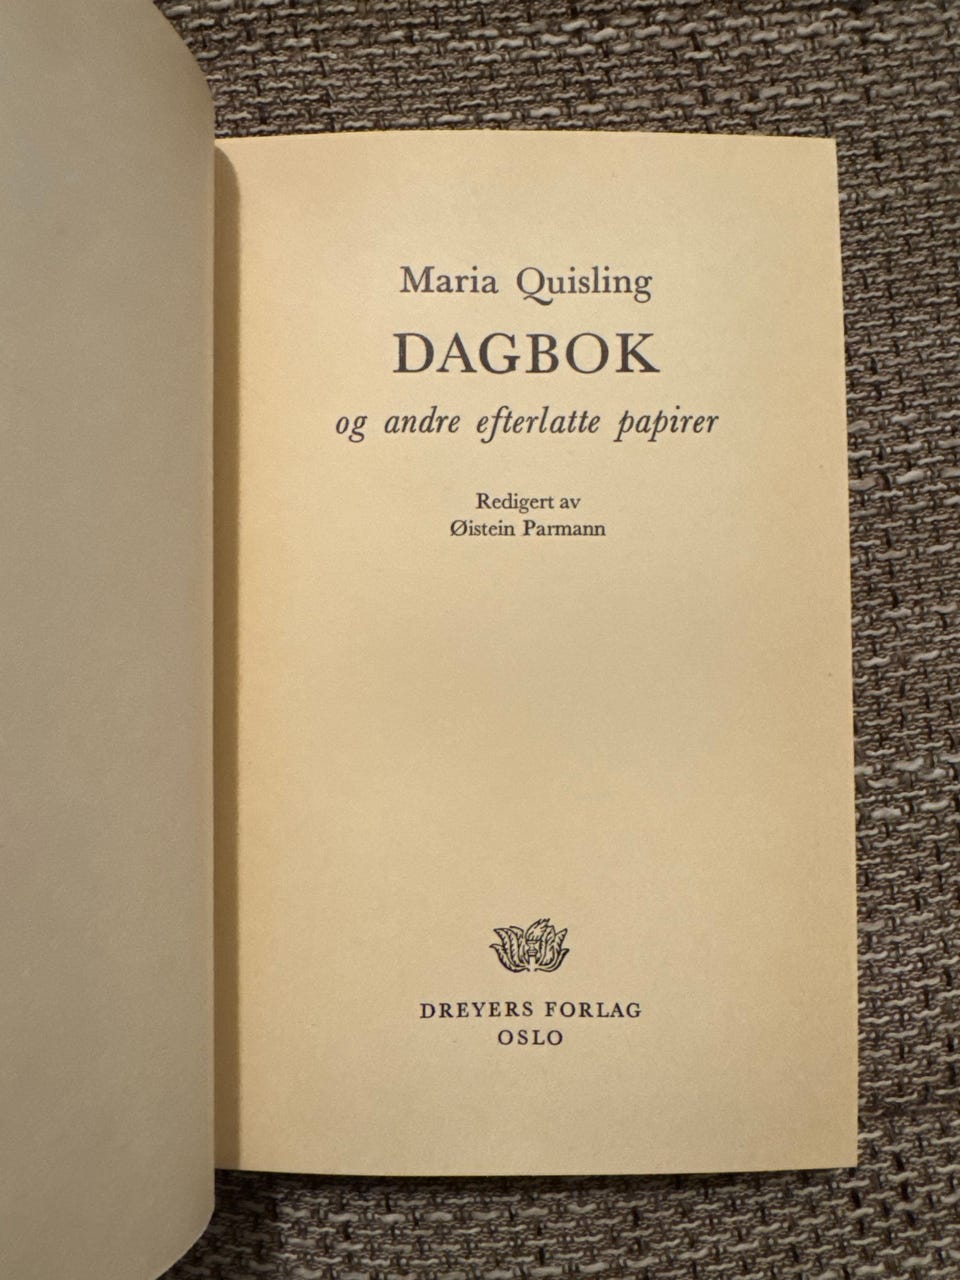 Maria Quisling
DAGBOK
og andre efterlatte papirer
Redigert av
Øistein Parmann
DREYERS FORLAG
OSLO